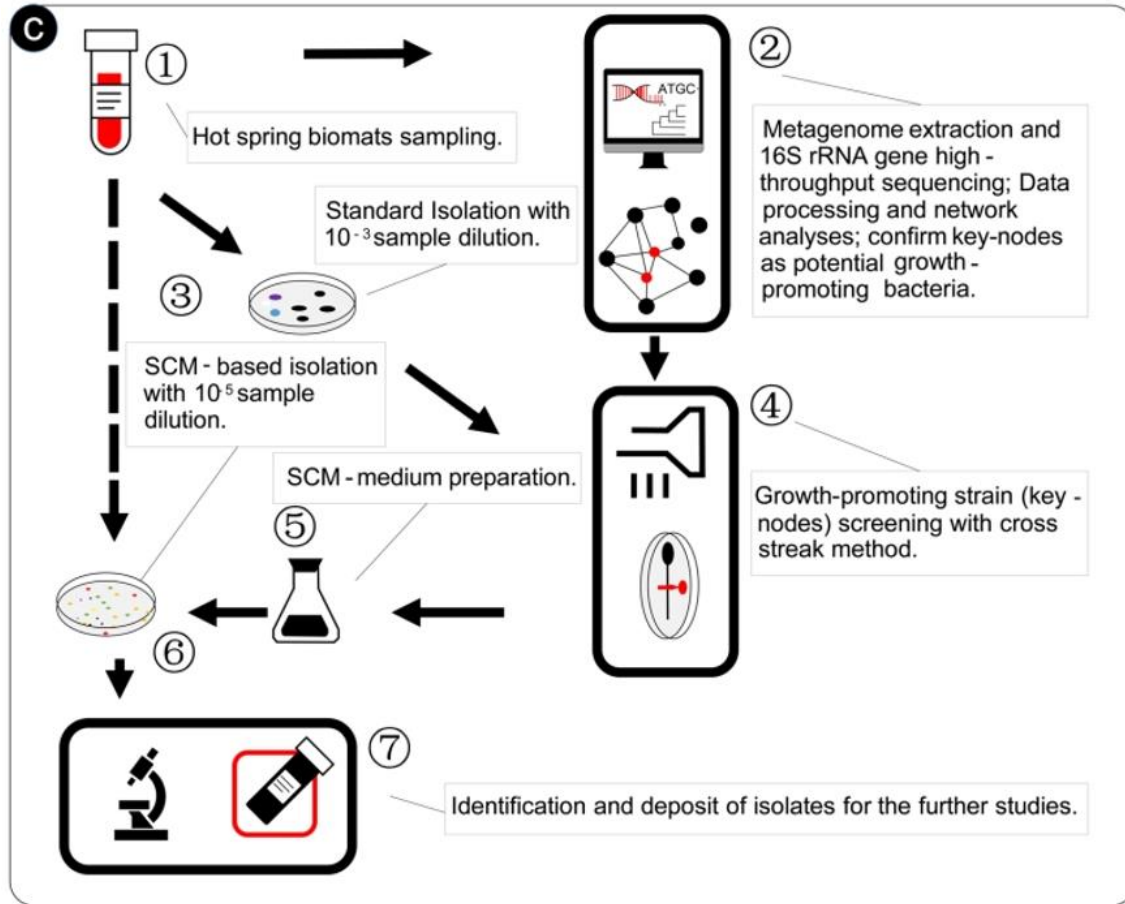 C
①
②
ATGC
Hot spring biomats sampling.
Metagenome extraction and
16S rRNA gene high -
throughput sequencing; Data
processing and network
analyses; confirm key-nodes
as potential growth -
promoting bacteria.
Standard Isolation with
10⁻³ sample dilution.
③
SCM - based isolation
with 10⁻⁵ sample
dilution.
④
SCM - medium preparation.
Growth-promoting strain (key -
nodes) screening with cross
streak method.
⑤
⑥
⑦
Identification and deposit of isolates for the further studies.